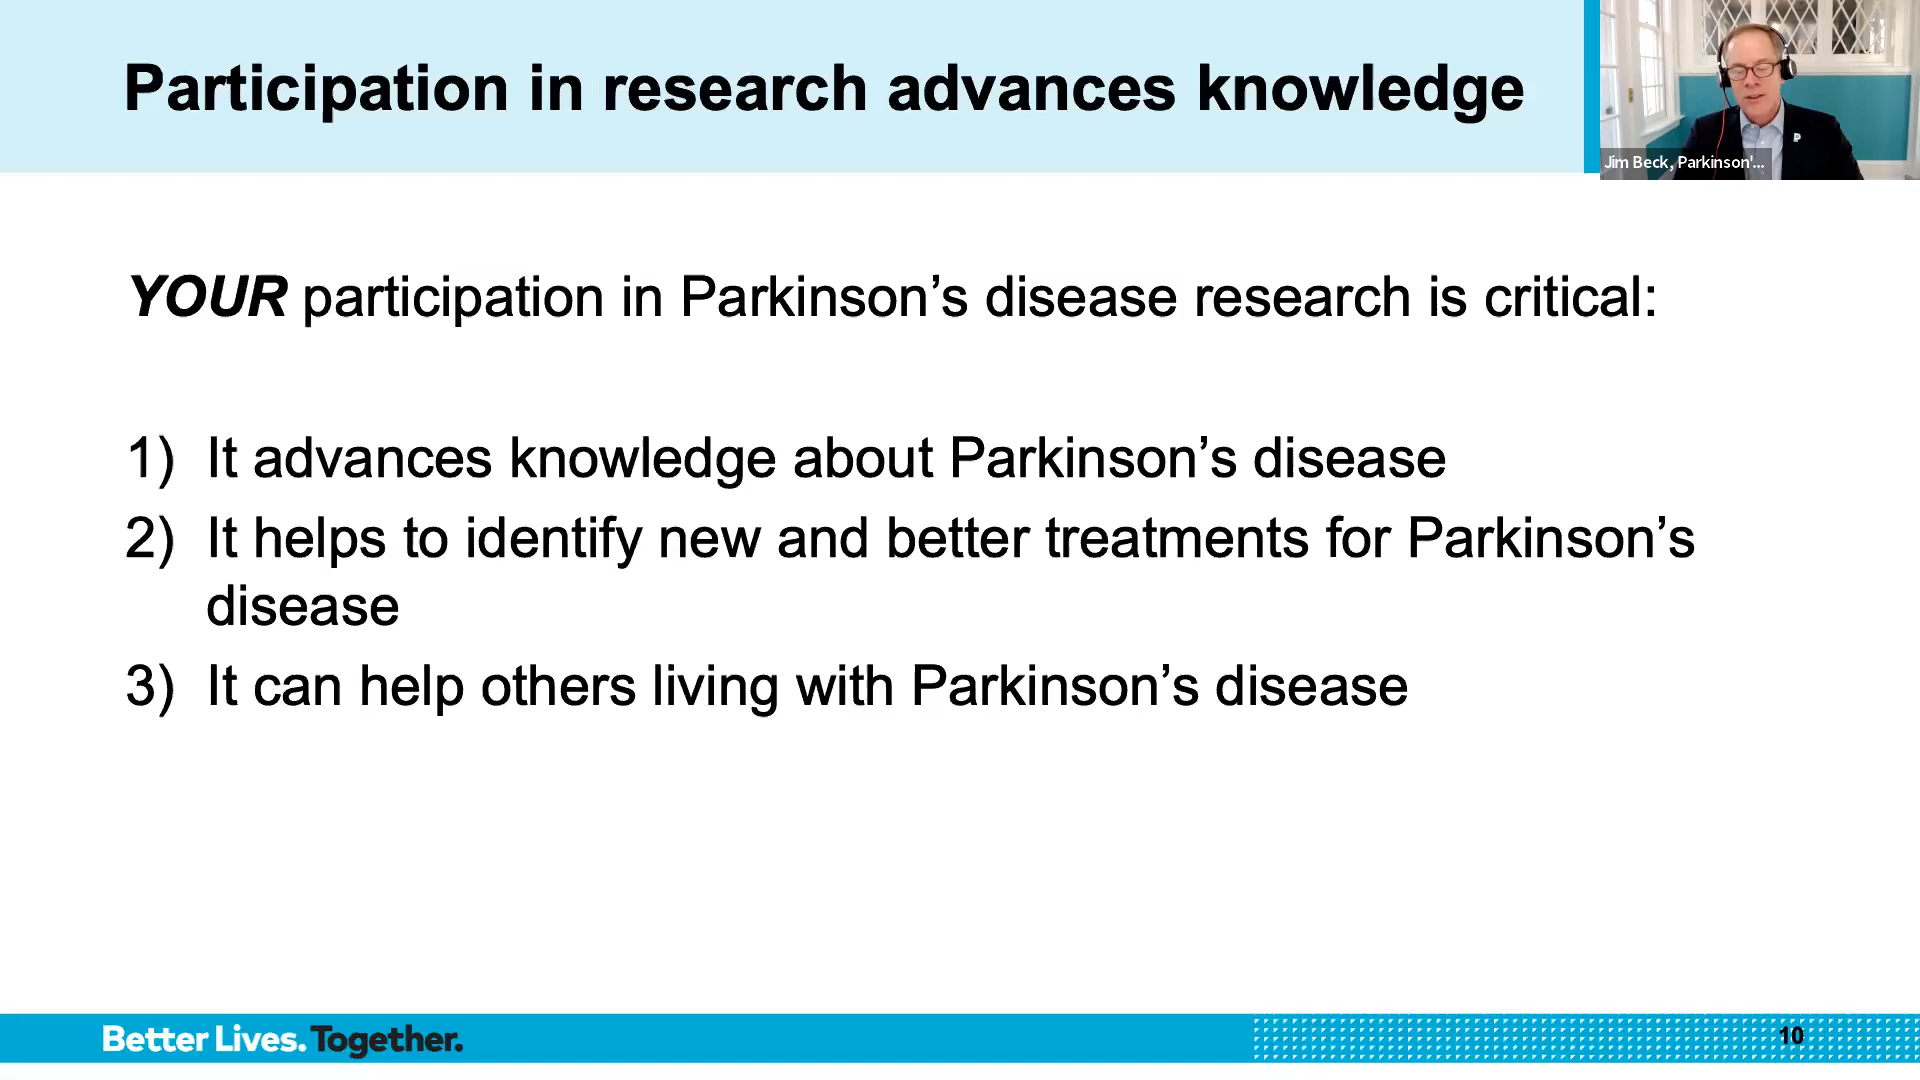 Participation in research advances knowledge
Jim Beck, Parkinson'...
YOUR participation in Parkinson’s disease research is critical:
1) It advances knowledge about Parkinson’s disease
2) It helps to identify new and better treatments for Parkinson’s
disease
3) It can help others living with Parkinson’s disease
Better Lives. Together.
10